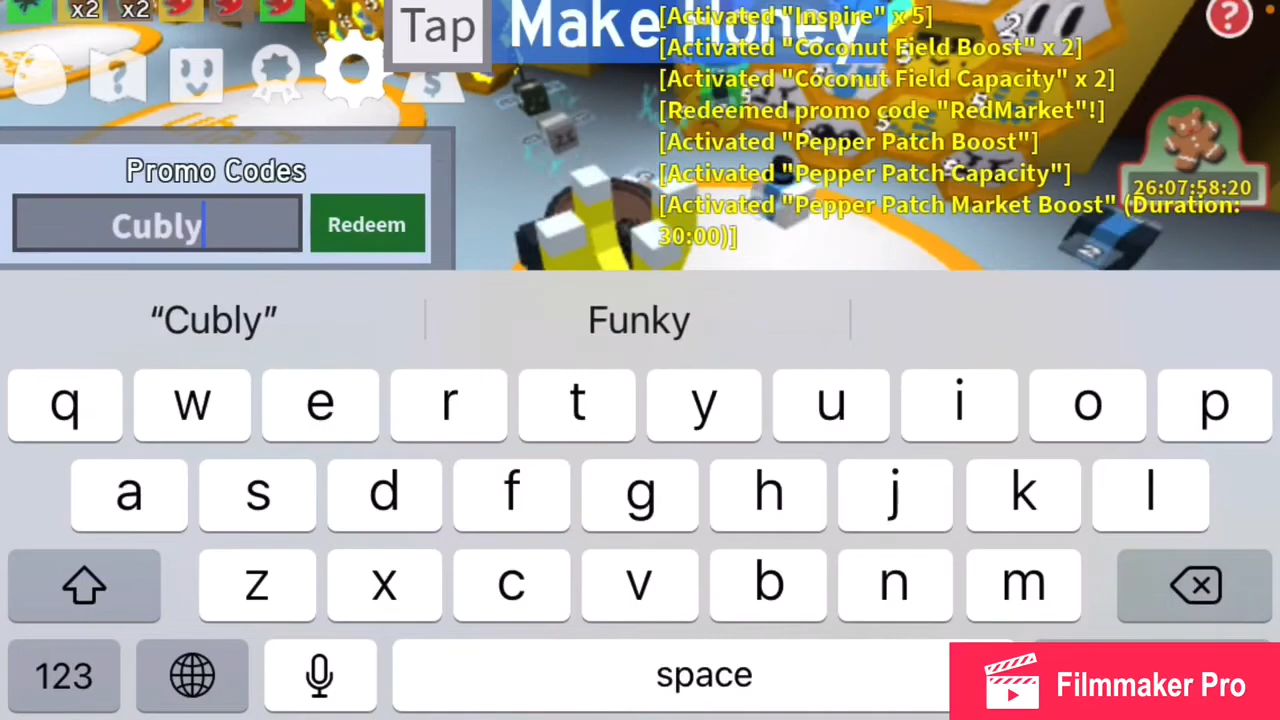 x2 x2
Tap
Make Honey
[Activated "Inspire" x 5]
[Activated "Coconut Field Boost" x 2]
[Activated "Coconut Field Capacity" x 2]
[Redeemed promo code "RedMarket"!]
[Activated "Pepper Patch Boost"]
[Activated "Pepper Patch Capacity"]
[Activated "Pepper Patch Market Boost" (Duration:
30:00)]
?
?
$
26:07:58:20
2
Promo Codes
Cubly
Redeem
“Cubly” Funky
q w e r t y u i o p
a s d f g h j k l
z x c v b n m
123 space
Filmmaker Pro